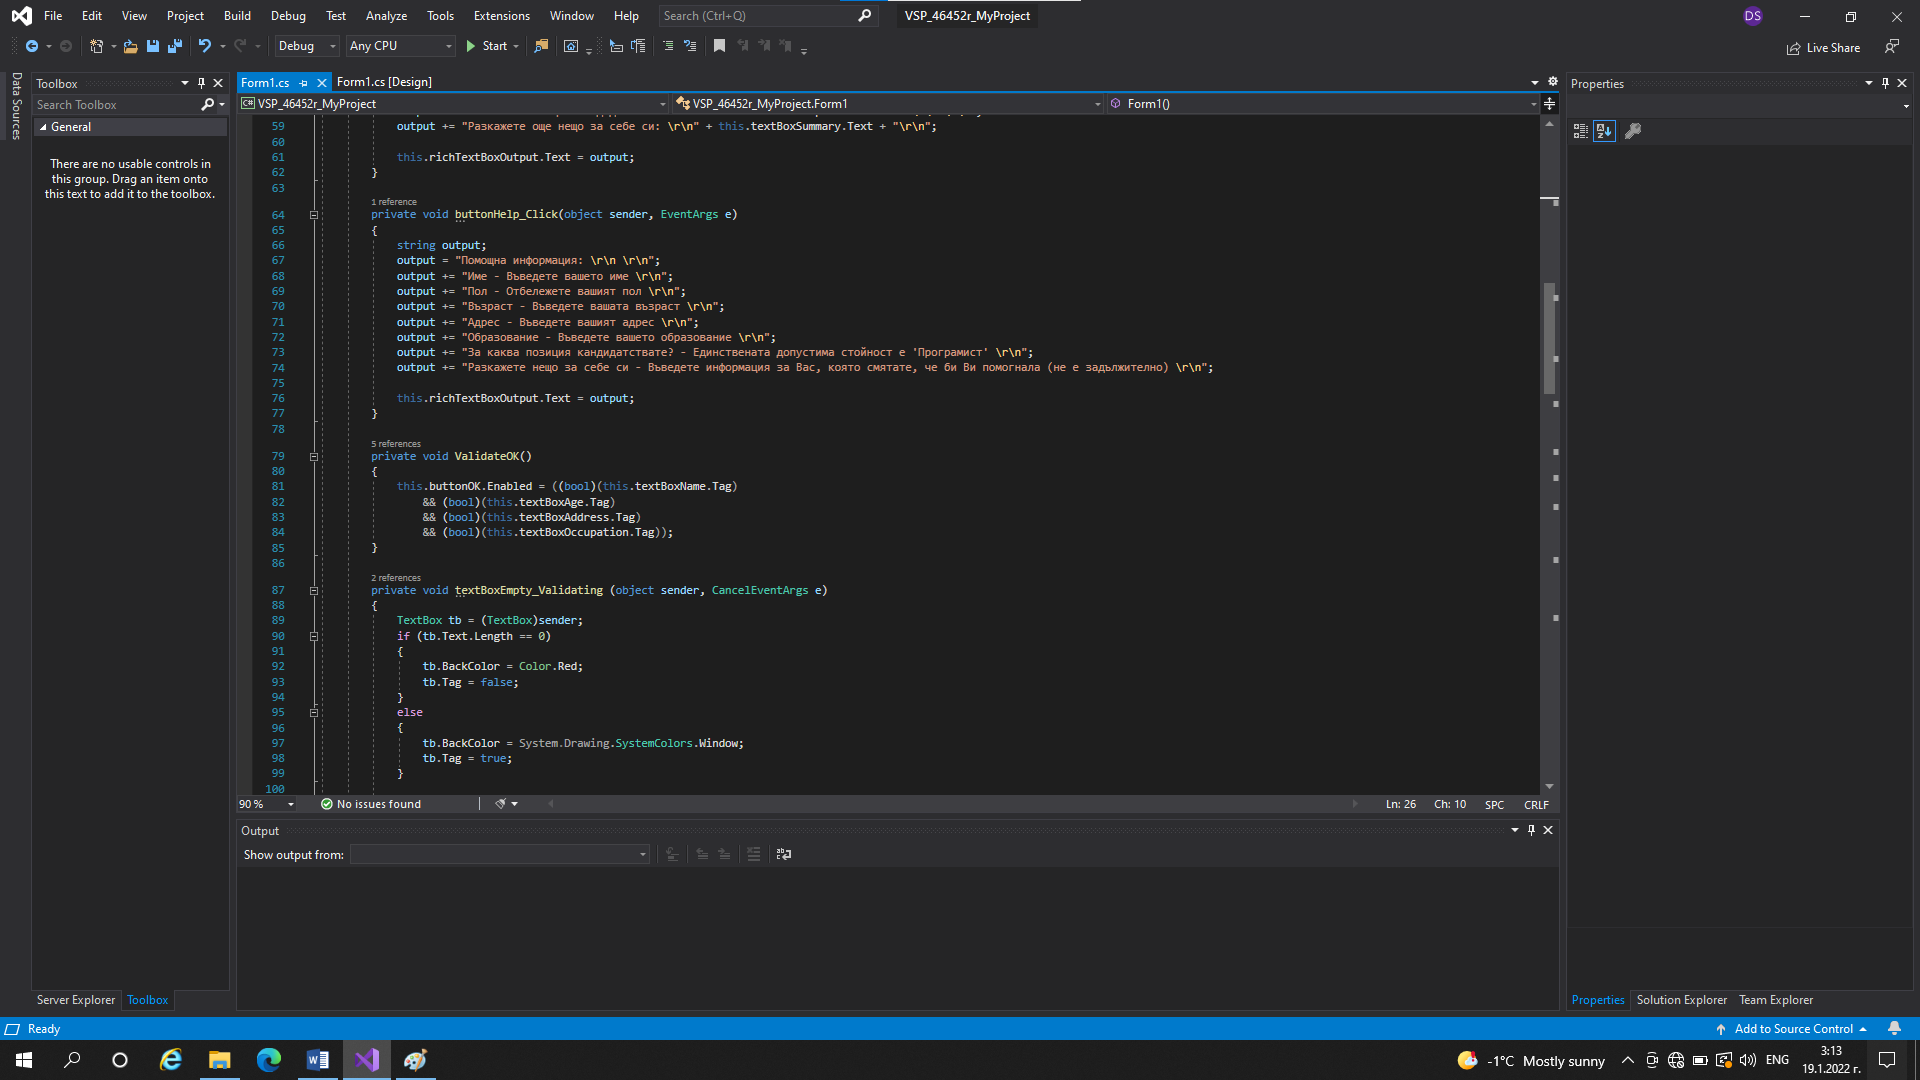 File Edit View Project Build Debug Test Analyze Tools Extensions Window Help Search (Ctrl+Q) VSP_46452r_MyProject DS
Debug Any CPU Start Live Share
Data Sources
Toolbox
Search Toolbox
General
There are no usable controls in
this group. Drag an item onto
this text to add it to the toolbox.
Server Explorer Toolbox
Form1.cs Form1.cs [Design]
VSP_46452r_MyProject VSP_46452r_MyProject.Form1 Form1()
59 output += "Разкажете още нещо за себе си: \r\n" + this.textBoxSummary.Text + "\r\n";
60
61 this.richTextBoxOutput.Text = output;
62 }
63
1 reference
64 private void buttonHelp_Click(object sender, EventArgs e)
65 {
66 string output;
67 output = "Помощна информация: \r\n \r\n";
68 output += "Име - Въведете вашето име \r\n";
69 output += "Пол - Отбележете вашият пол \r\n";
70 output += "Възраст - Въведете вашата възраст \r\n";
71 output += "Адрес - Въведете вашият адрес \r\n";
72 output += "Образование - Въведете вашето образование \r\n";
73 output += "За каква позиция кандидатствате? - Единствената допустима стойност е 'Програмист' \r\n";
74 output += "Разкажете нещо за себе си - Въведете информация за Вас, която смятате, че би Ви помогнала (не е задължително) \r\n";
75
76 this.richTextBoxOutput.Text = output;
77 }
78
5 references
79 private void ValidateOK()
80 {
81 this.buttonOK.Enabled = ((bool)(this.textBoxName.Tag)
82 && (bool)(this.textBoxAge.Tag)
83 && (bool)(this.textBoxAddress.Tag)
84 && (bool)(this.textBoxOccupation.Tag));
85 }
86
2 references
87 private void textBoxEmpty_Validating (object sender, CancelEventArgs e)
88 {
89 TextBox tb = (TextBox)sender;
90 if (tb.Text.Length == 0)
91 {
92 tb.BackColor = Color.Red;
93 tb.Tag = false;
94 }
95 else
96 {
97 tb.BackColor = System.Drawing.SystemColors.Window;
98 tb.Tag = true;
99 }
100
90 % No issues found Ln: 26 Ch: 10 SPC CRLF
Output
Show output from:
Properties
Properties Solution Explorer Team Explorer
Ready Add to Source Control
-1°C Mostly sunny ENG 3:13
19.1.2022 г.